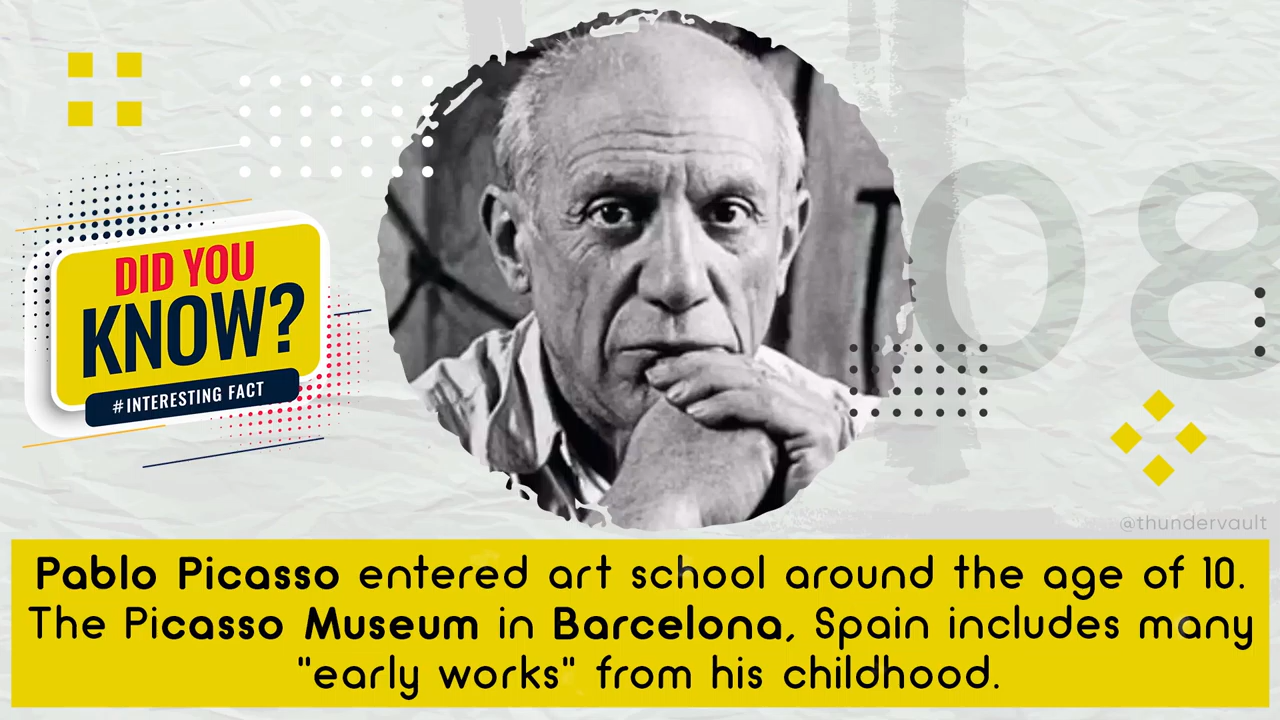 08
DID YOU
KNOW?
#INTERESTING FACT
@thundervault
Pablo Picasso entered art school around the age of 10.
The Picasso Museum in Barcelona, Spain includes many
"early works" from his childhood.